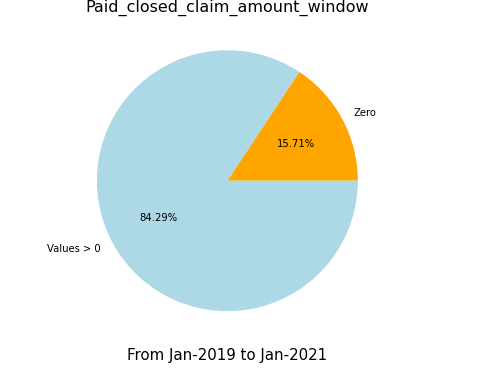 Paid_closed_claim_amount_window
Zero
15.71%
84.29%
Values > 0
From Jan-2019 to Jan-2021